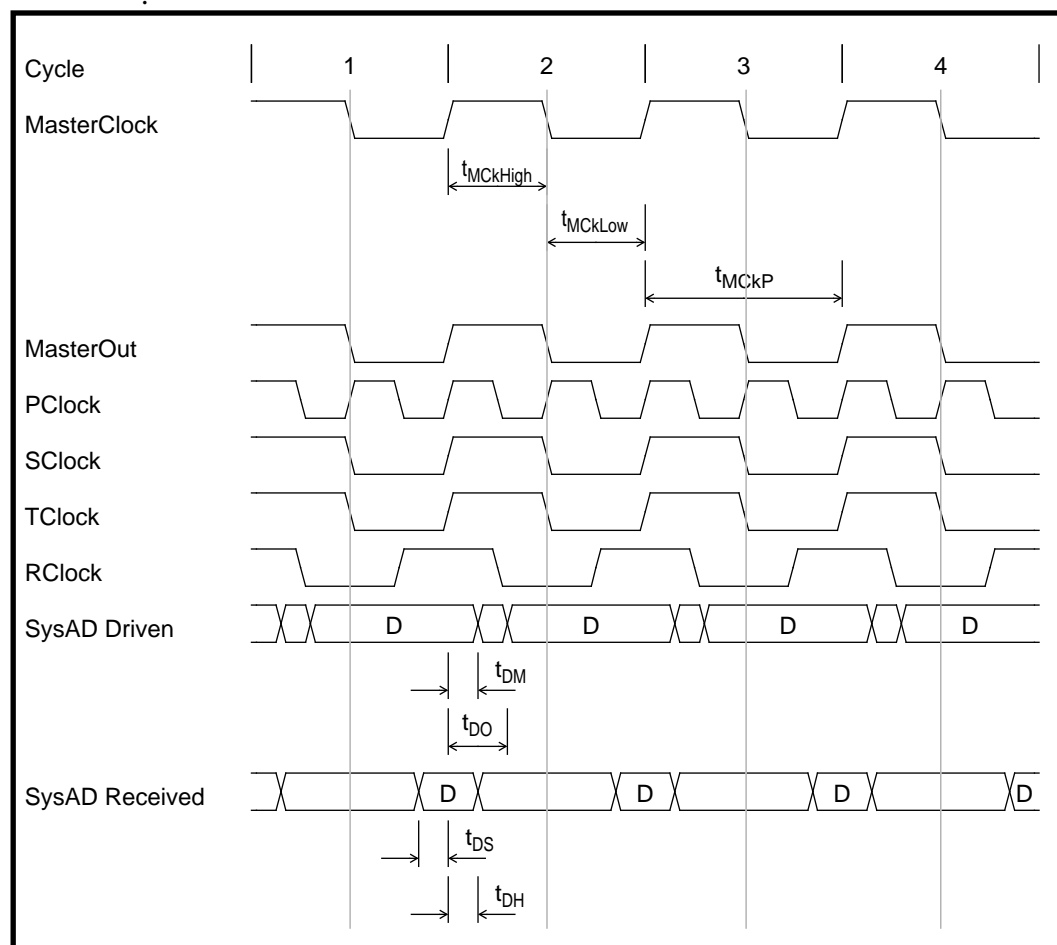 Cycle 1 2 3 4
MasterClock
tMCkHigh
tMCkLow
tMCkP
MasterOut
PClock
SClock
TClock
RClock
SysAD Driven D D D D
tDM
tDO
SysAD Received D D D D
tDS
tDH